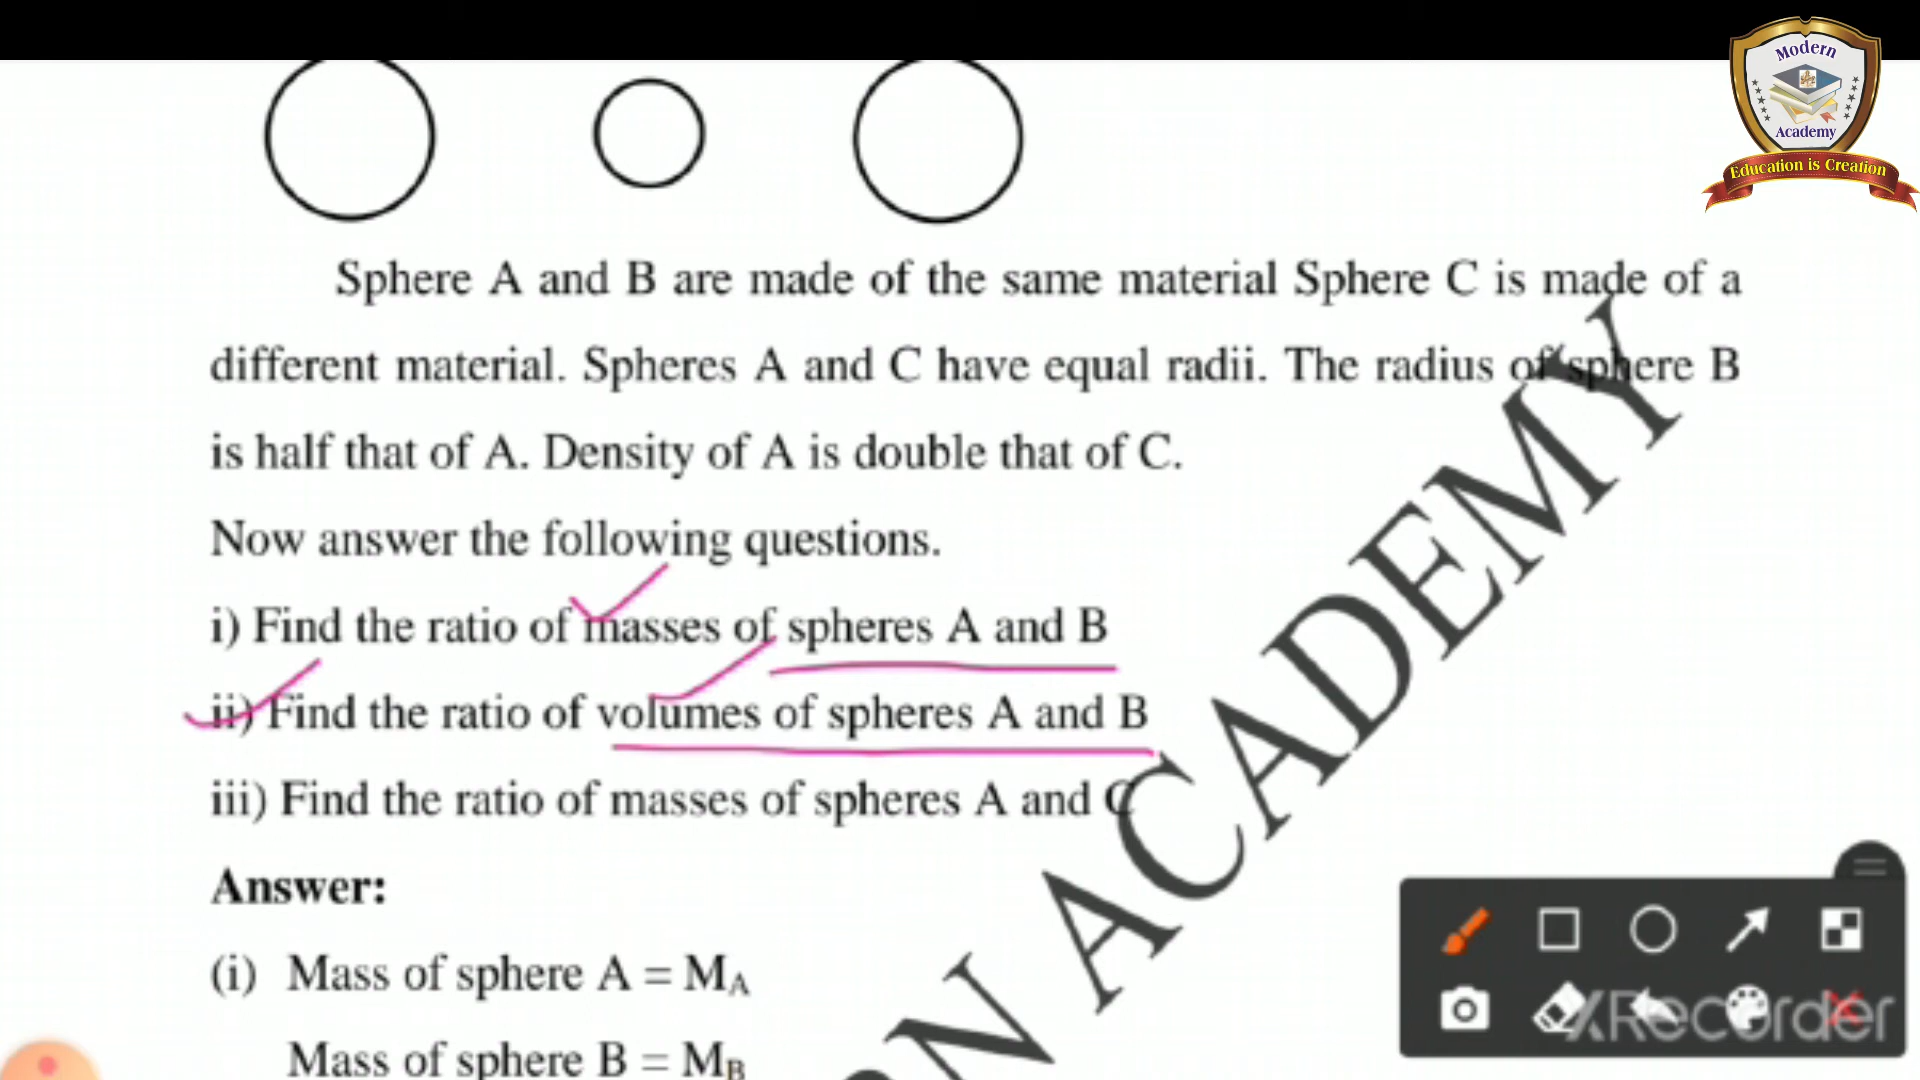 Modern
Academy
Education is Creation
Sphere A and B are made of the same material Sphere C is made of a
different material. Spheres A and C have equal radii. The radius of sphere B
is half that of A. Density of A is double that of C.
Now answer the following questions.
i) Find the ratio of masses of spheres A and B
ii) Find the ratio of volumes of spheres A and B
iii) Find the ratio of masses of spheres A and C
Answer:
(i) Mass of sphere A = M_A
Mass of sphere B = M_B
N ACADEMY
XRecorder